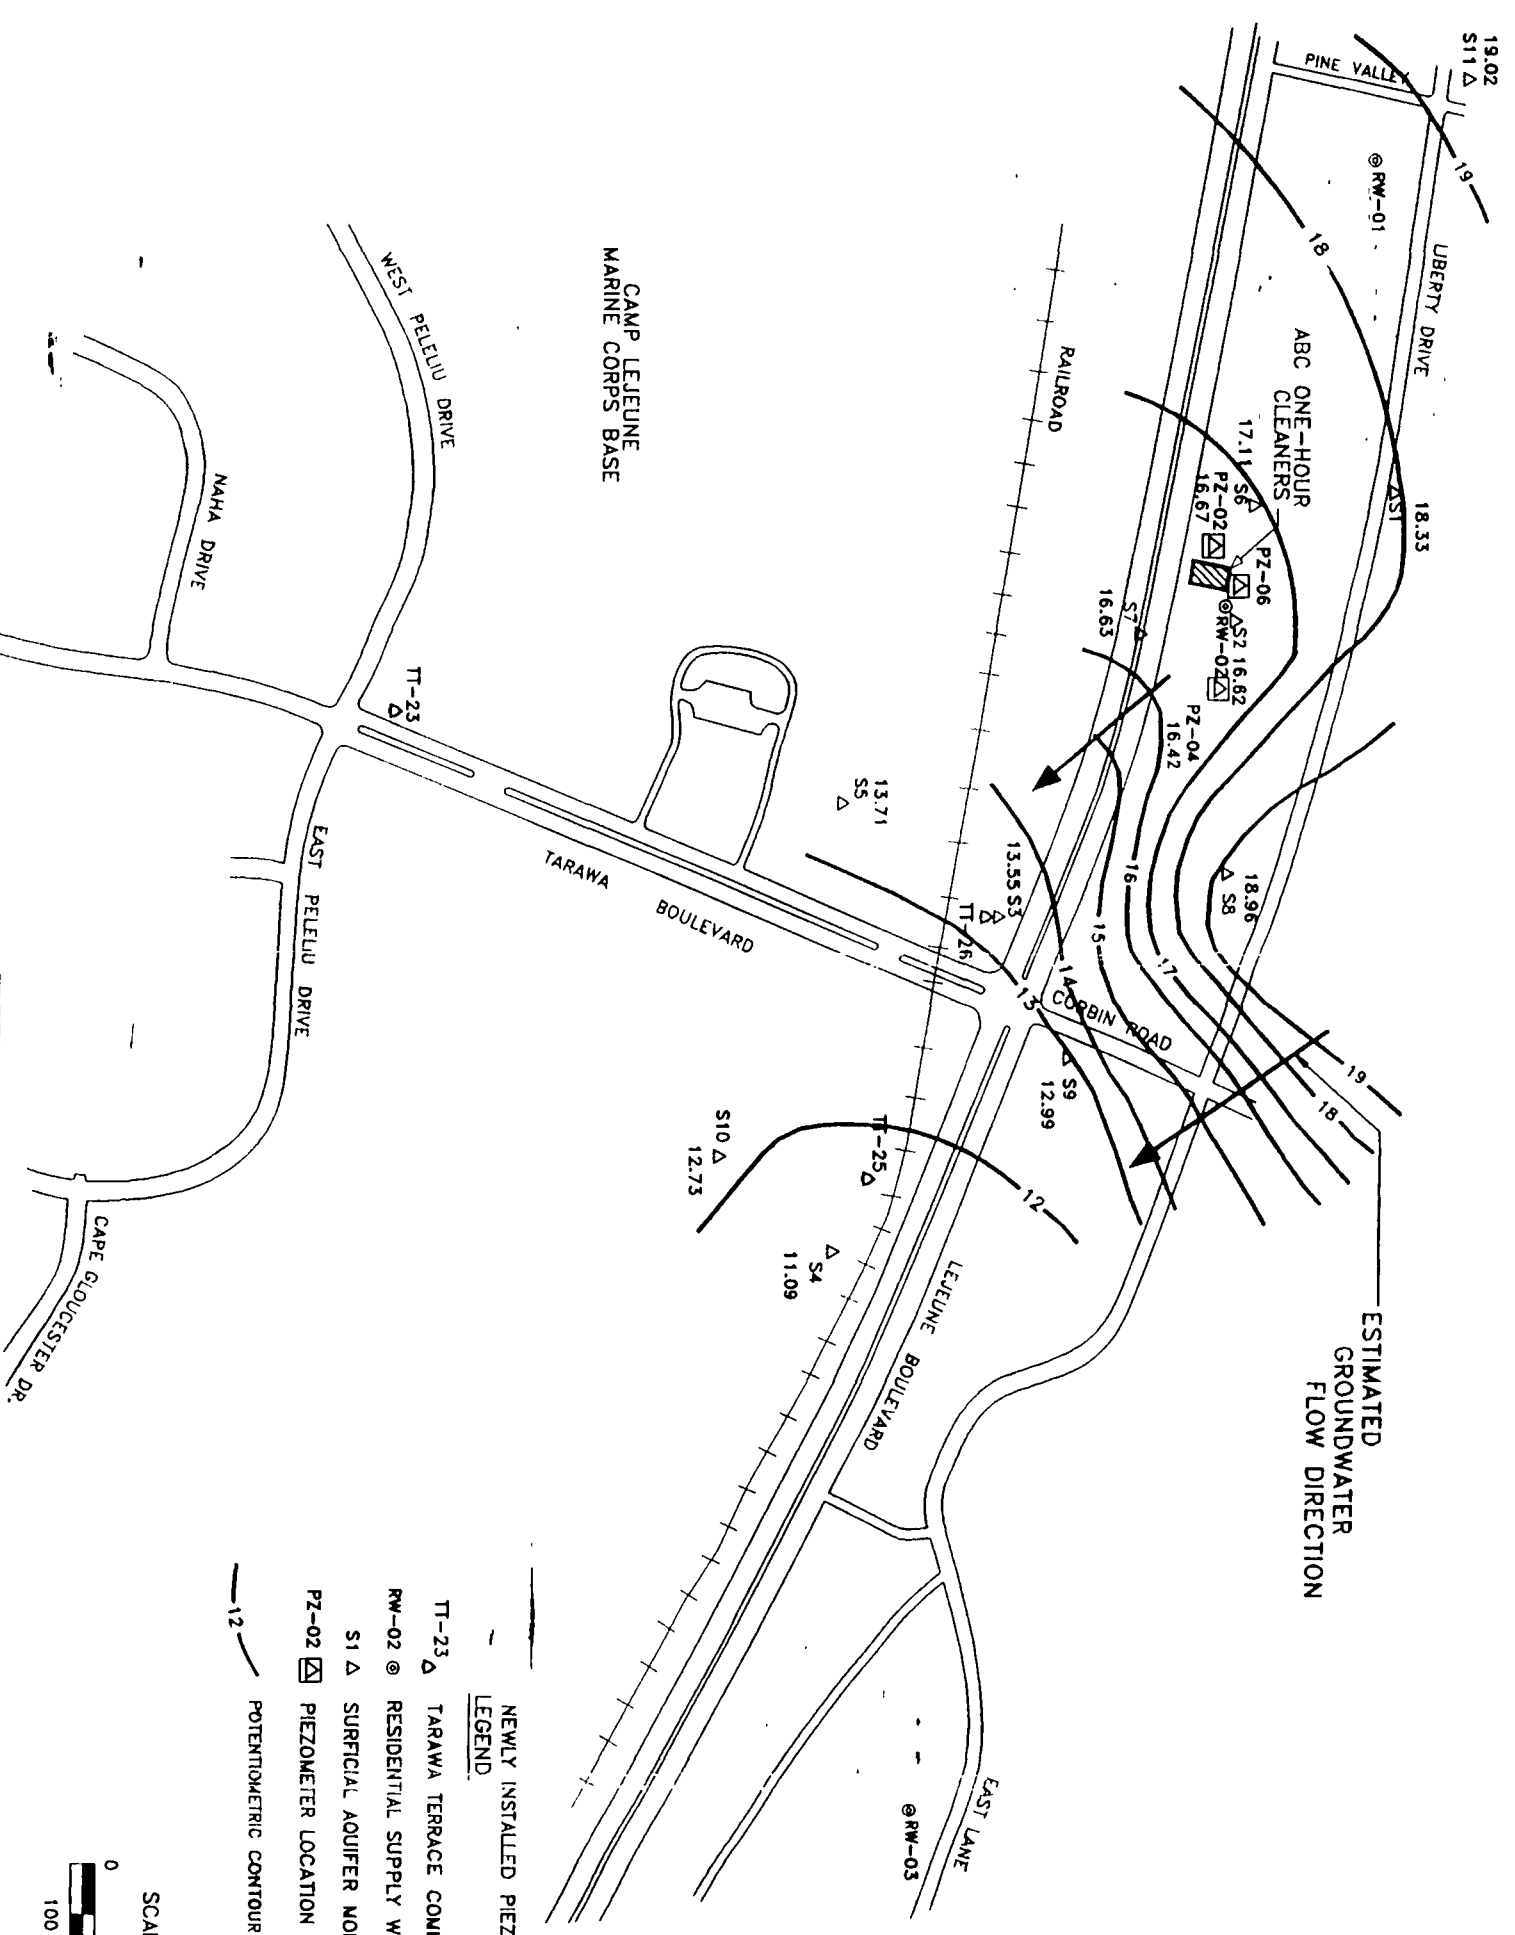 19.02
S11
PINE VALLEY
19
RW-01
LIBERTY DRIVE
18
ABC ONE-HOUR
CLEANERS
18.33
S1
17.11
S6
PZ-02
16.67
PZ-06
S2 16.62
RW-02
S7
16.63
PZ-04
16.42
RAILROAD
CAMP LEJEUNE
MARINE CORPS BASE
WEST PELELIU DRIVE
NAHA DRIVE
TT-23
EAST PELELIU DRIVE
TARAWA BOULEVARD
13.71
S5
13.55 S3
TT-26
16
15
14
13
17
18.96
S8
CORBIN ROAD
S9
12.99
19
18
12
TT-25
S10
12.73
S4
11.09
CAPE GLOUCESTER DR.
LEJEUNE BOULEVARD
ESTIMATED
GROUNDWATER
FLOW DIRECTION
EAST LANE
RW-03
NEWLY INSTALLED PIEZ
LEGEND
TT-23 TARAWA TERRACE COM
RW-02 RESIDENTIAL SUPPLY W
S1 SURFICIAL AQUIFER MO
PZ-02 PIEZOMETER LOCATION
12 POTENTIOMETRIC CONTOUR
SCA
0
100